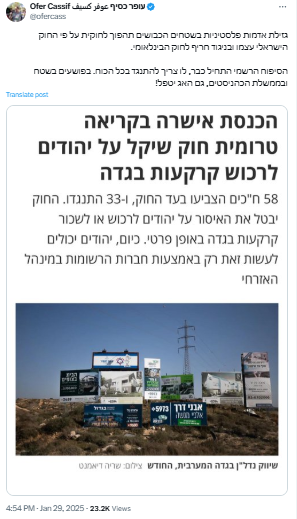 Ofer Cassif עופר כסיף عوفر كسيف
@ofercass
גזילת אדמות פלסטיניות בשטחים הכבושים תהפוך לחוקית על פי החוק
הישראלי עצמו ובניגוד חריף לחוק הבינלאומי.
הסיפוח הרשמי התחיל כבר, לו צריך להתנגד בכל הכוח. בפושעים בשטח
ובממשלת הכהניסטים, גם האג יטפל!
Translate post
הכנסת אישרה בקריאה
טרומית חוק שיקל על יהודים
לרכוש קרקעות בגדה
58 ח"כים הצביעו בעד החוק, ו-33 התנגדו. החוק
יבטל את האיסור על יהודים לרכוש או לשכור
קרקעות בגדה באופן פרטי. כיום, יהודים יכולים
לעשות זאת רק באמצעות חברות הרשומות במינהל
האזרחי
5973
אבני דרך
שיווק נדל"ן בגדה המערבית, החודש צילום: שריה דיאמנט
4:54 PM · Jan 29, 2025 · 23.2K Views